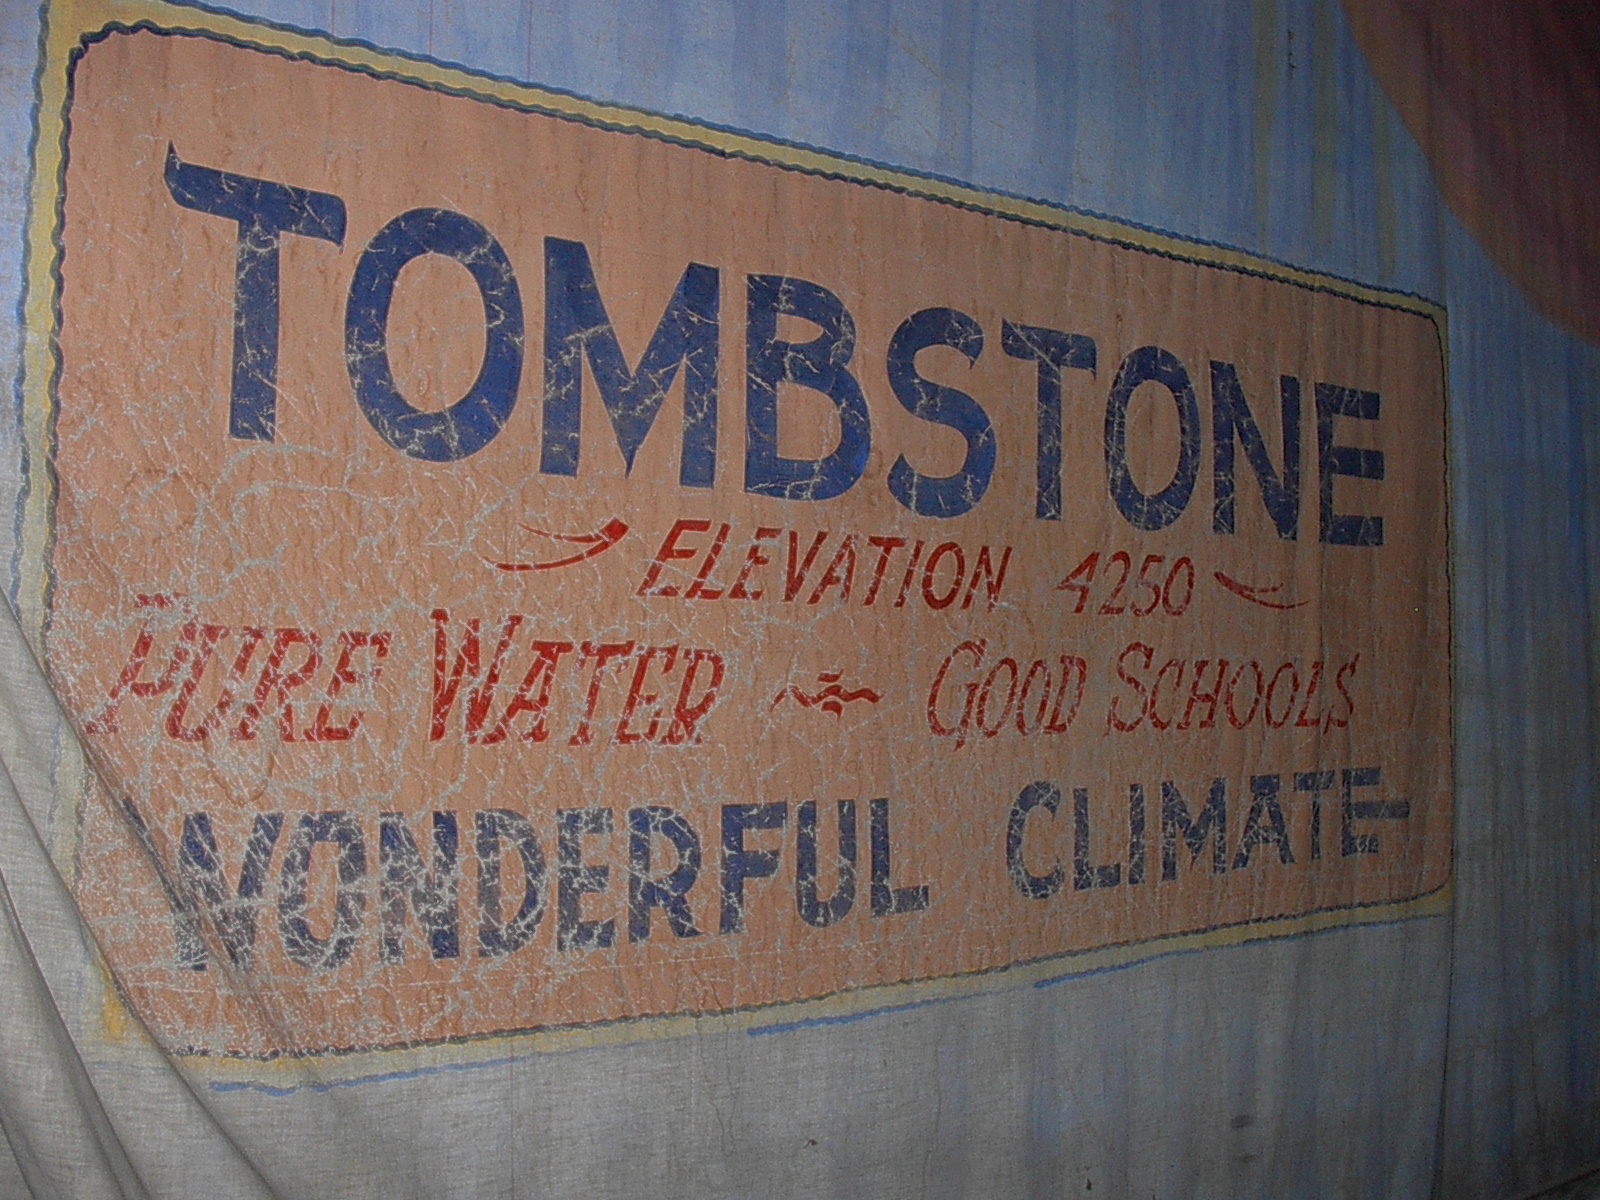 TOMBSTONE
ELEVATION 4250
PURE WATER ~ GOOD SCHOOLS
WONDERFUL CLIMATE